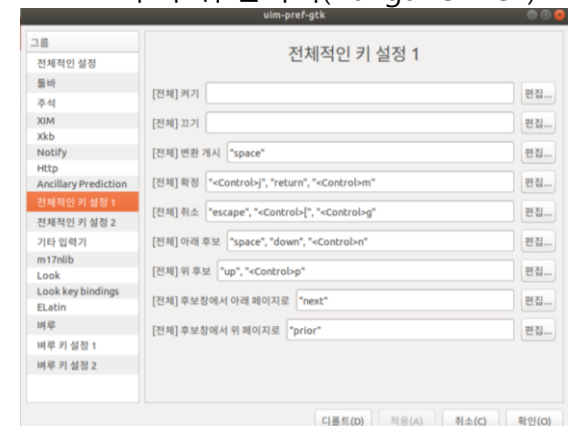 uim-pref-gtk
그룹
전체적인 설정
툴바
주석
XIM
Xkb
Notify
Http
Ancillary Prediction
전체적인 키 설정 1
전체적인 키 설정 2
기타 입력기
m17nlib
Look
Look key bindings
ELatin
벼루
벼루 키 설정 1
벼루 키 설정 2
전체적인 키 설정 1
[전체] 켜기 편집...
[전체] 끄기 편집...
[전체] 변환 개시 "space" 편집...
[전체] 확정 "<Control>j", "return", "<Control>m" 편집...
[전체] 취소 "escape", "<Control>[", "<Control>g" 편집...
[전체] 아래 후보 "space", "down", "<Control>n" 편집...
[전체] 위 후보 "up", "<Control>p" 편집...
[전체] 후보창에서 아래 페이지로 "next" 편집...
[전체] 후보창에서 위 페이지로 "prior" 편집...
디폴트(D) 적용(A) 취소(C) 확인(O)